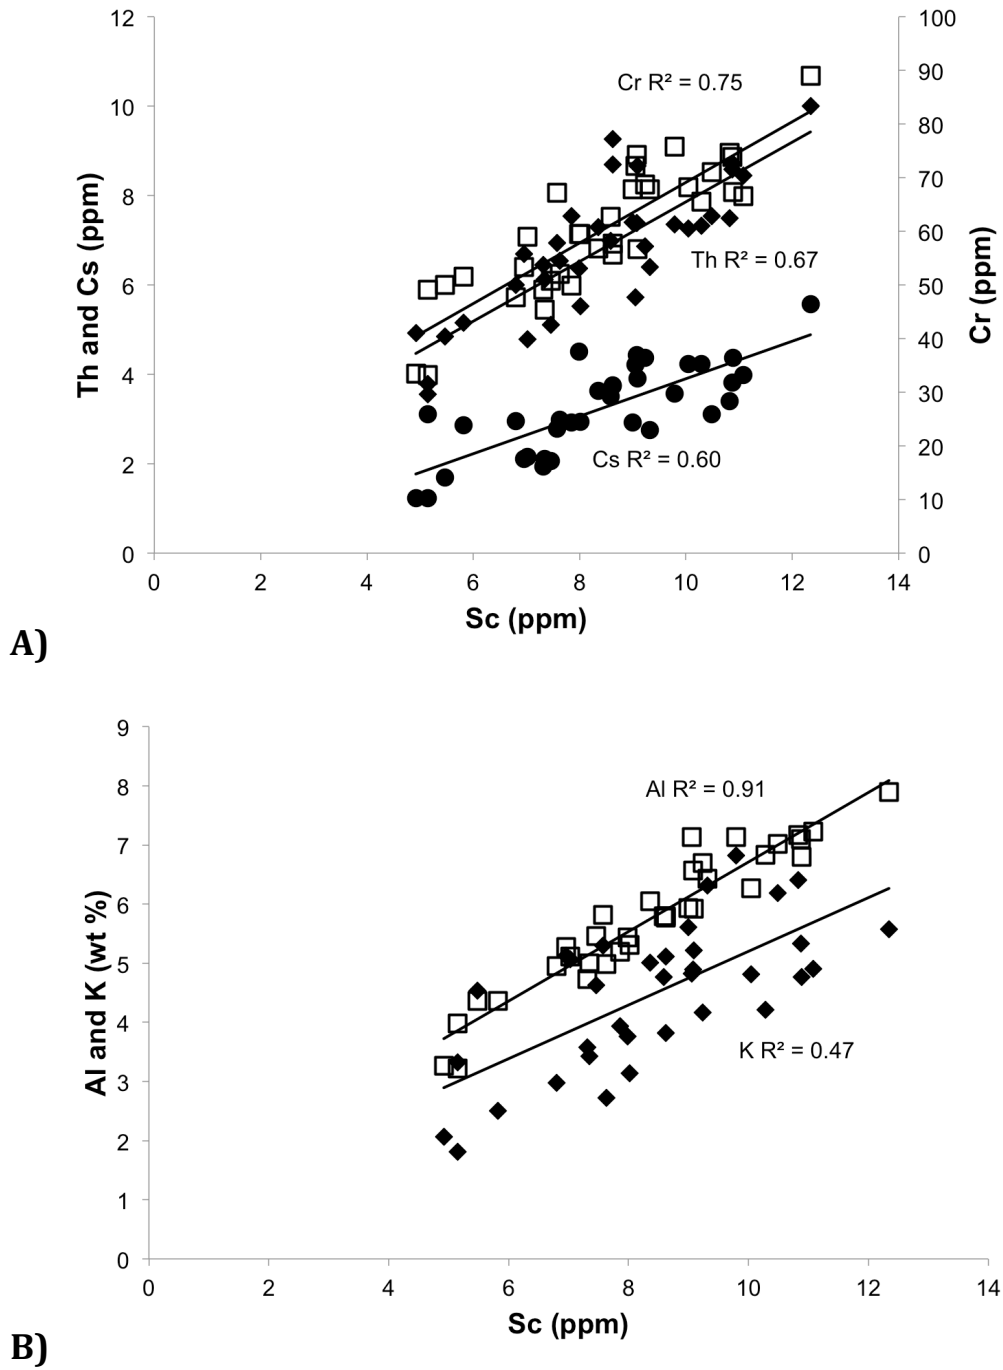 12
10
8
6
4
2
0
Th and Cs (ppm)
100
90
80
70
60
50
40
30
20
10
0
Cr (ppm)
Cr R² = 0.75
Th R² = 0.67
Cs R² = 0.60
0 2 4 6 8 10 12 14
Sc (ppm)
A)
9
8
7
6
5
4
3
2
1
0
Al and K (wt %)
Al R² = 0.91
K R² = 0.47
0 2 4 6 8 10 12 14
Sc (ppm)
B)